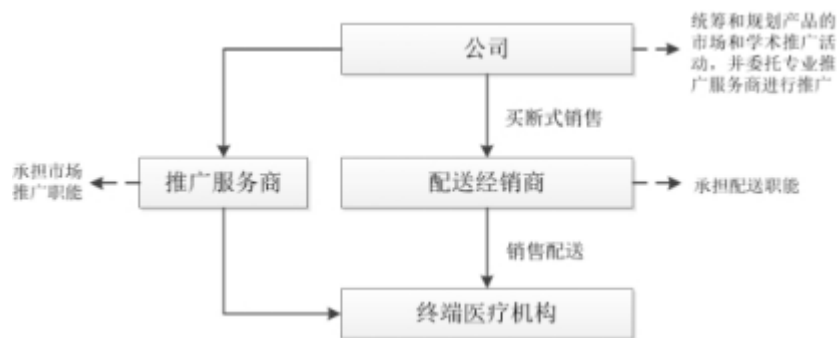 公司
统筹和规划产品的
市场和学术推广活
动，并委托专业推
广服务商进行推广
买断式销售
承担市场
推广职能
推广服务商
配送经销商
承担配送职能
销售配送
终端医疗机构